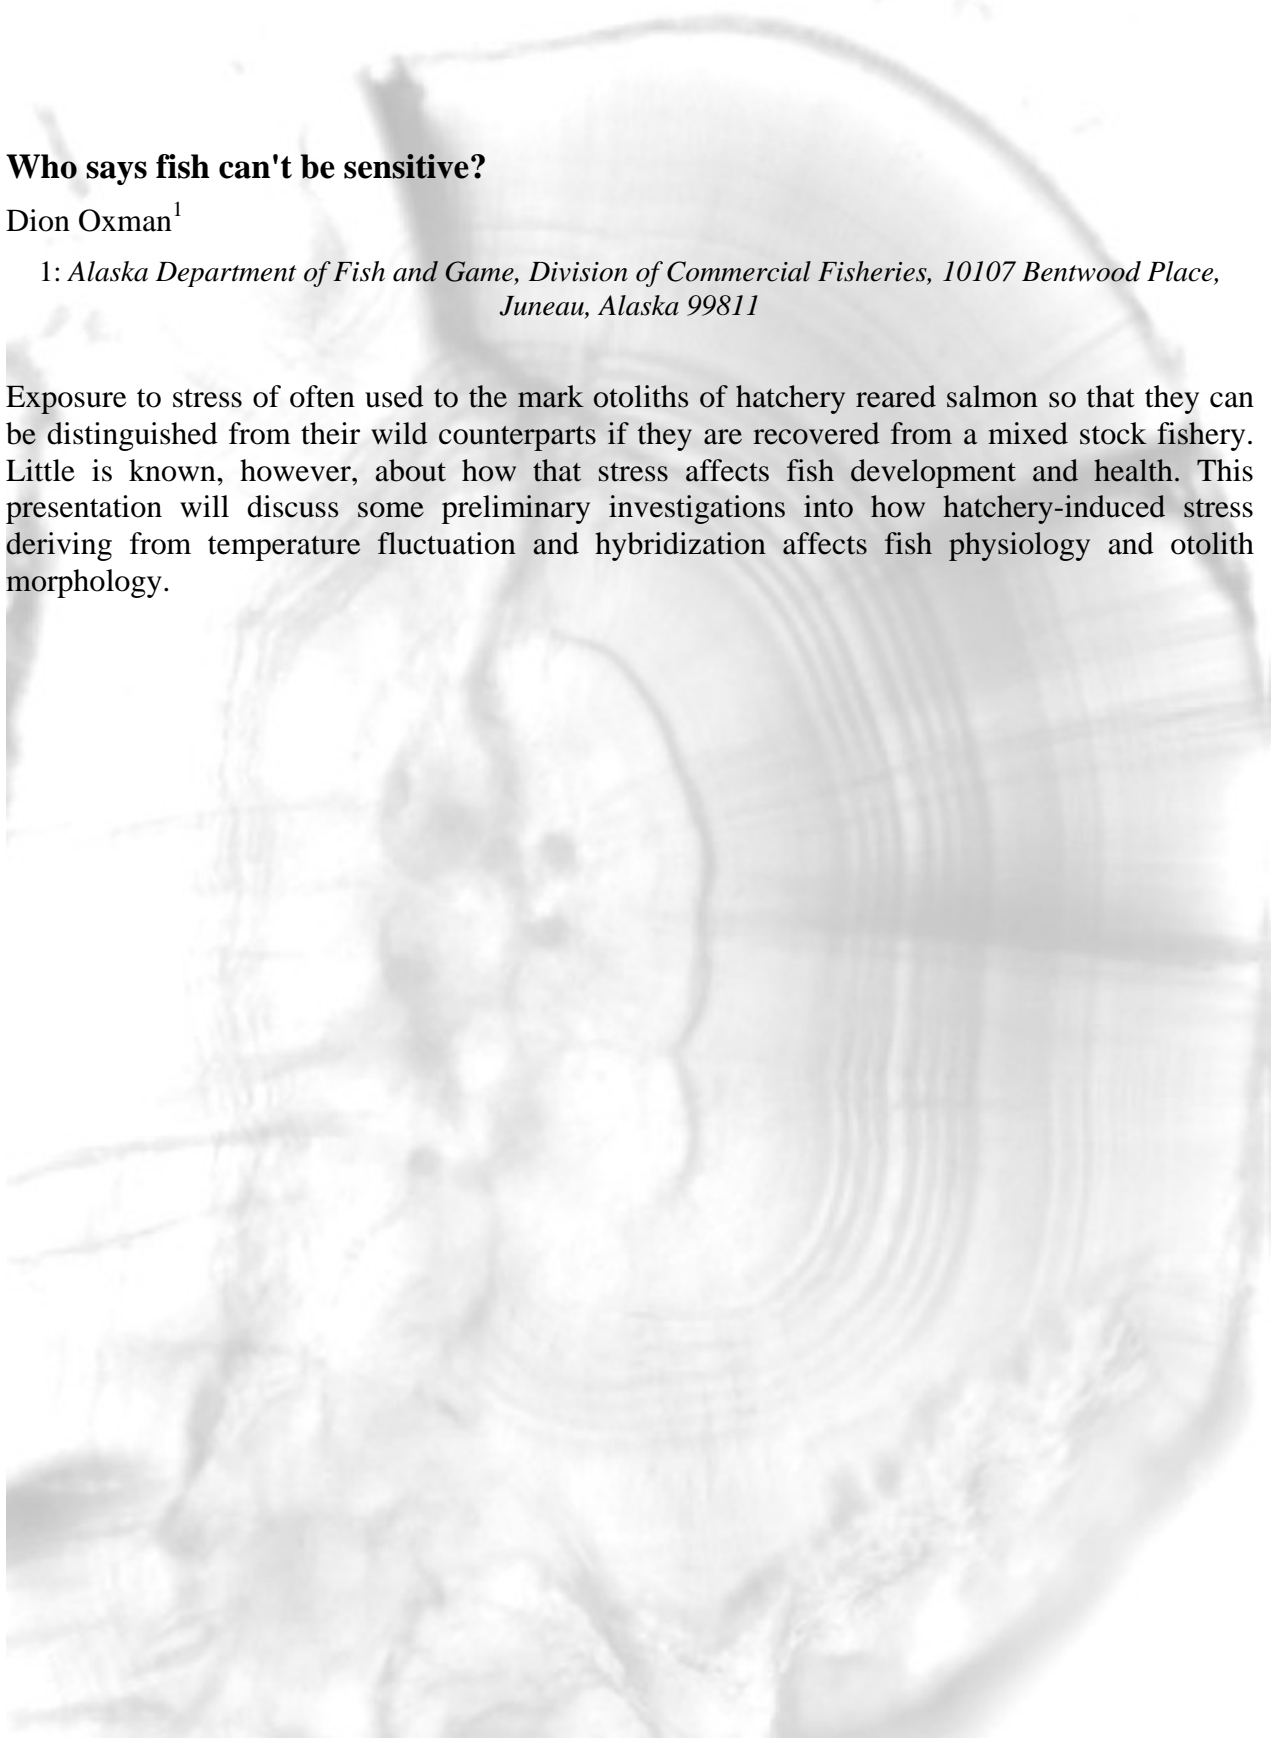 Who says fish can't be sensitive?
Dion Oxman1
1: Alaska Department of Fish and Game, Division of Commercial Fisheries, 10107 Bentwood Place,
Juneau, Alaska 99811
Exposure to stress of often used to the mark otoliths of hatchery reared salmon so that they can
be distinguished from their wild counterparts if they are recovered from a mixed stock fishery.
Little is known, however, about how that stress affects fish development and health. This
presentation will discuss some preliminary investigations into how hatchery-induced stress
deriving from temperature fluctuation and hybridization affects fish physiology and otolith
morphology.